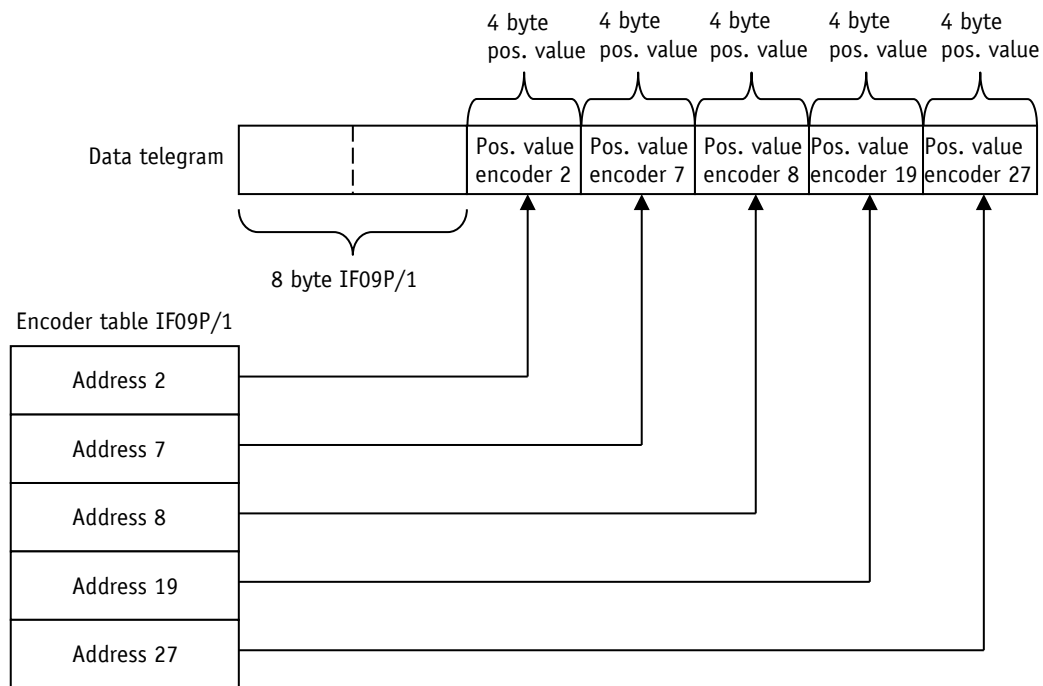 4 byte
pos. value
4 byte
pos. value
4 byte
pos. value
4 byte
pos. value
4 byte
pos. value
Data telegram
Pos. value
encoder 2
Pos. value
encoder 7
Pos. value
encoder 8
Pos. value
encoder 19
Pos. value
encoder 27
8 byte IF09P/1
Encoder table IF09P/1
Address 2
Address 7
Address 8
Address 19
Address 27